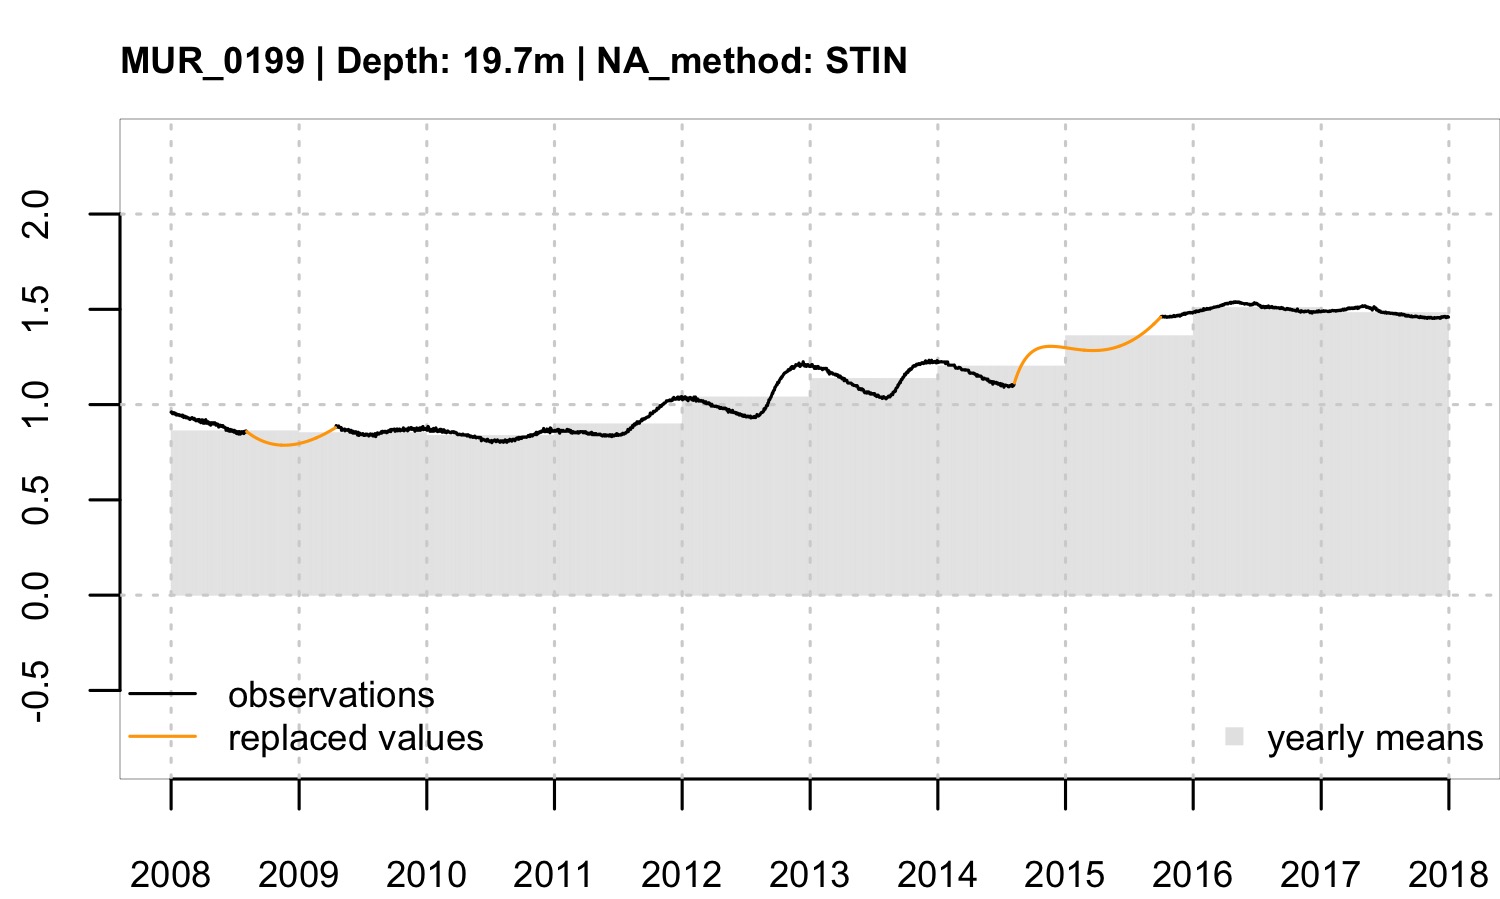 MUR_0199 | Depth: 19.7m | NA_method: STIN
2.0
1.5
1.0
0.5
0.0
-0.5
observations
replaced values
yearly means
2008 2009 2010 2011 2012 2013 2014 2015 2016 2017 2018